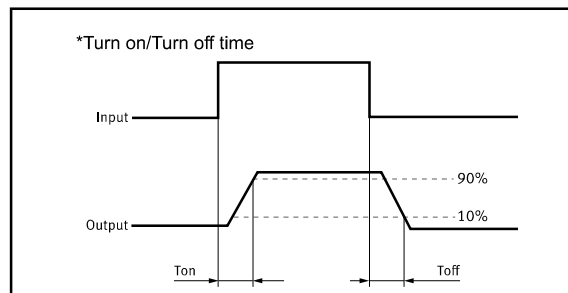 *Turn on/Turn off time
Input
90%
10%
Output
Ton
Toff